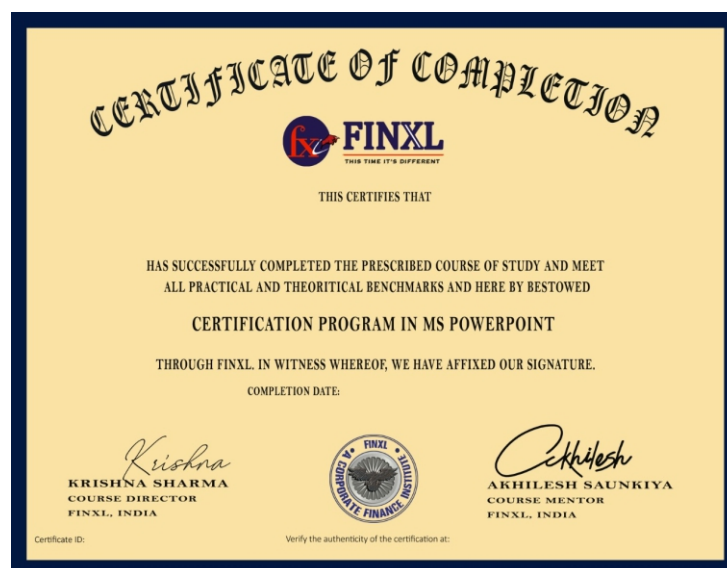 CERTIFICATE OF COMPLETION
fx FINXL
THIS TIME IT'S DIFFERENT
THIS CERTIFIES THAT
HAS SUCCESSFULLY COMPLETED THE PRESCRIBED COURSE OF STUDY AND MEET
ALL PRACTICAL AND THEORITICAL BENCHMARKS AND HERE BY BESTOWED
CERTIFICATION PROGRAM IN MS POWERPOINT
THROUGH FINXL. IN WITNESS WHEREOF, WE HAVE AFFIXED OUR SIGNATURE.
COMPLETION DATE:
Krishna
KRISHNA SHARMA
COURSE DIRECTOR
FINXL, INDIA
FINXL
A CORPORATE FINANCE INSTITUTE
Akhilesh
AKHILESH SAUNKIYA
COURSE MENTOR
FINXL, INDIA
Certificate ID:
Verify the authenticity of the certification at: